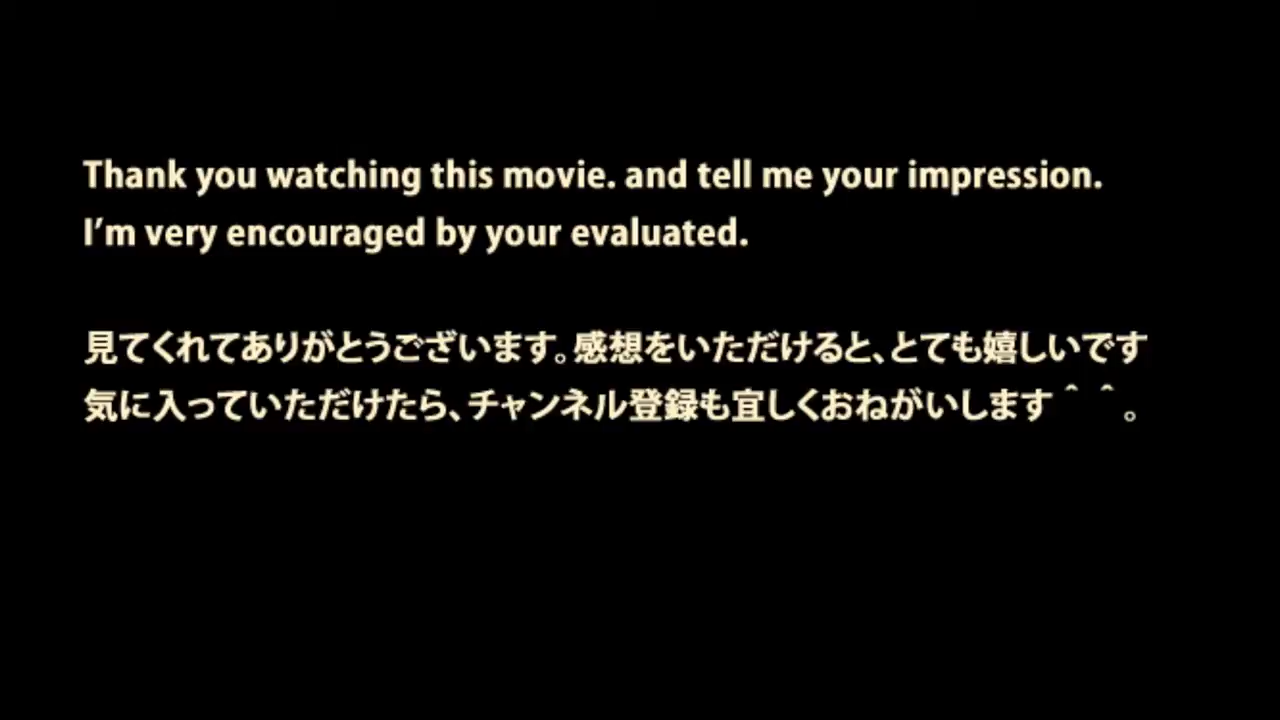 Thank you watching this movie. and tell me your impression.
I’m very encouraged by your evaluated.
見てくれてありがとうございます。感想をいただけると、とても嬉しいです
気に入っていただけたら、チャンネル登録も宜しくおねがいします＾＾。